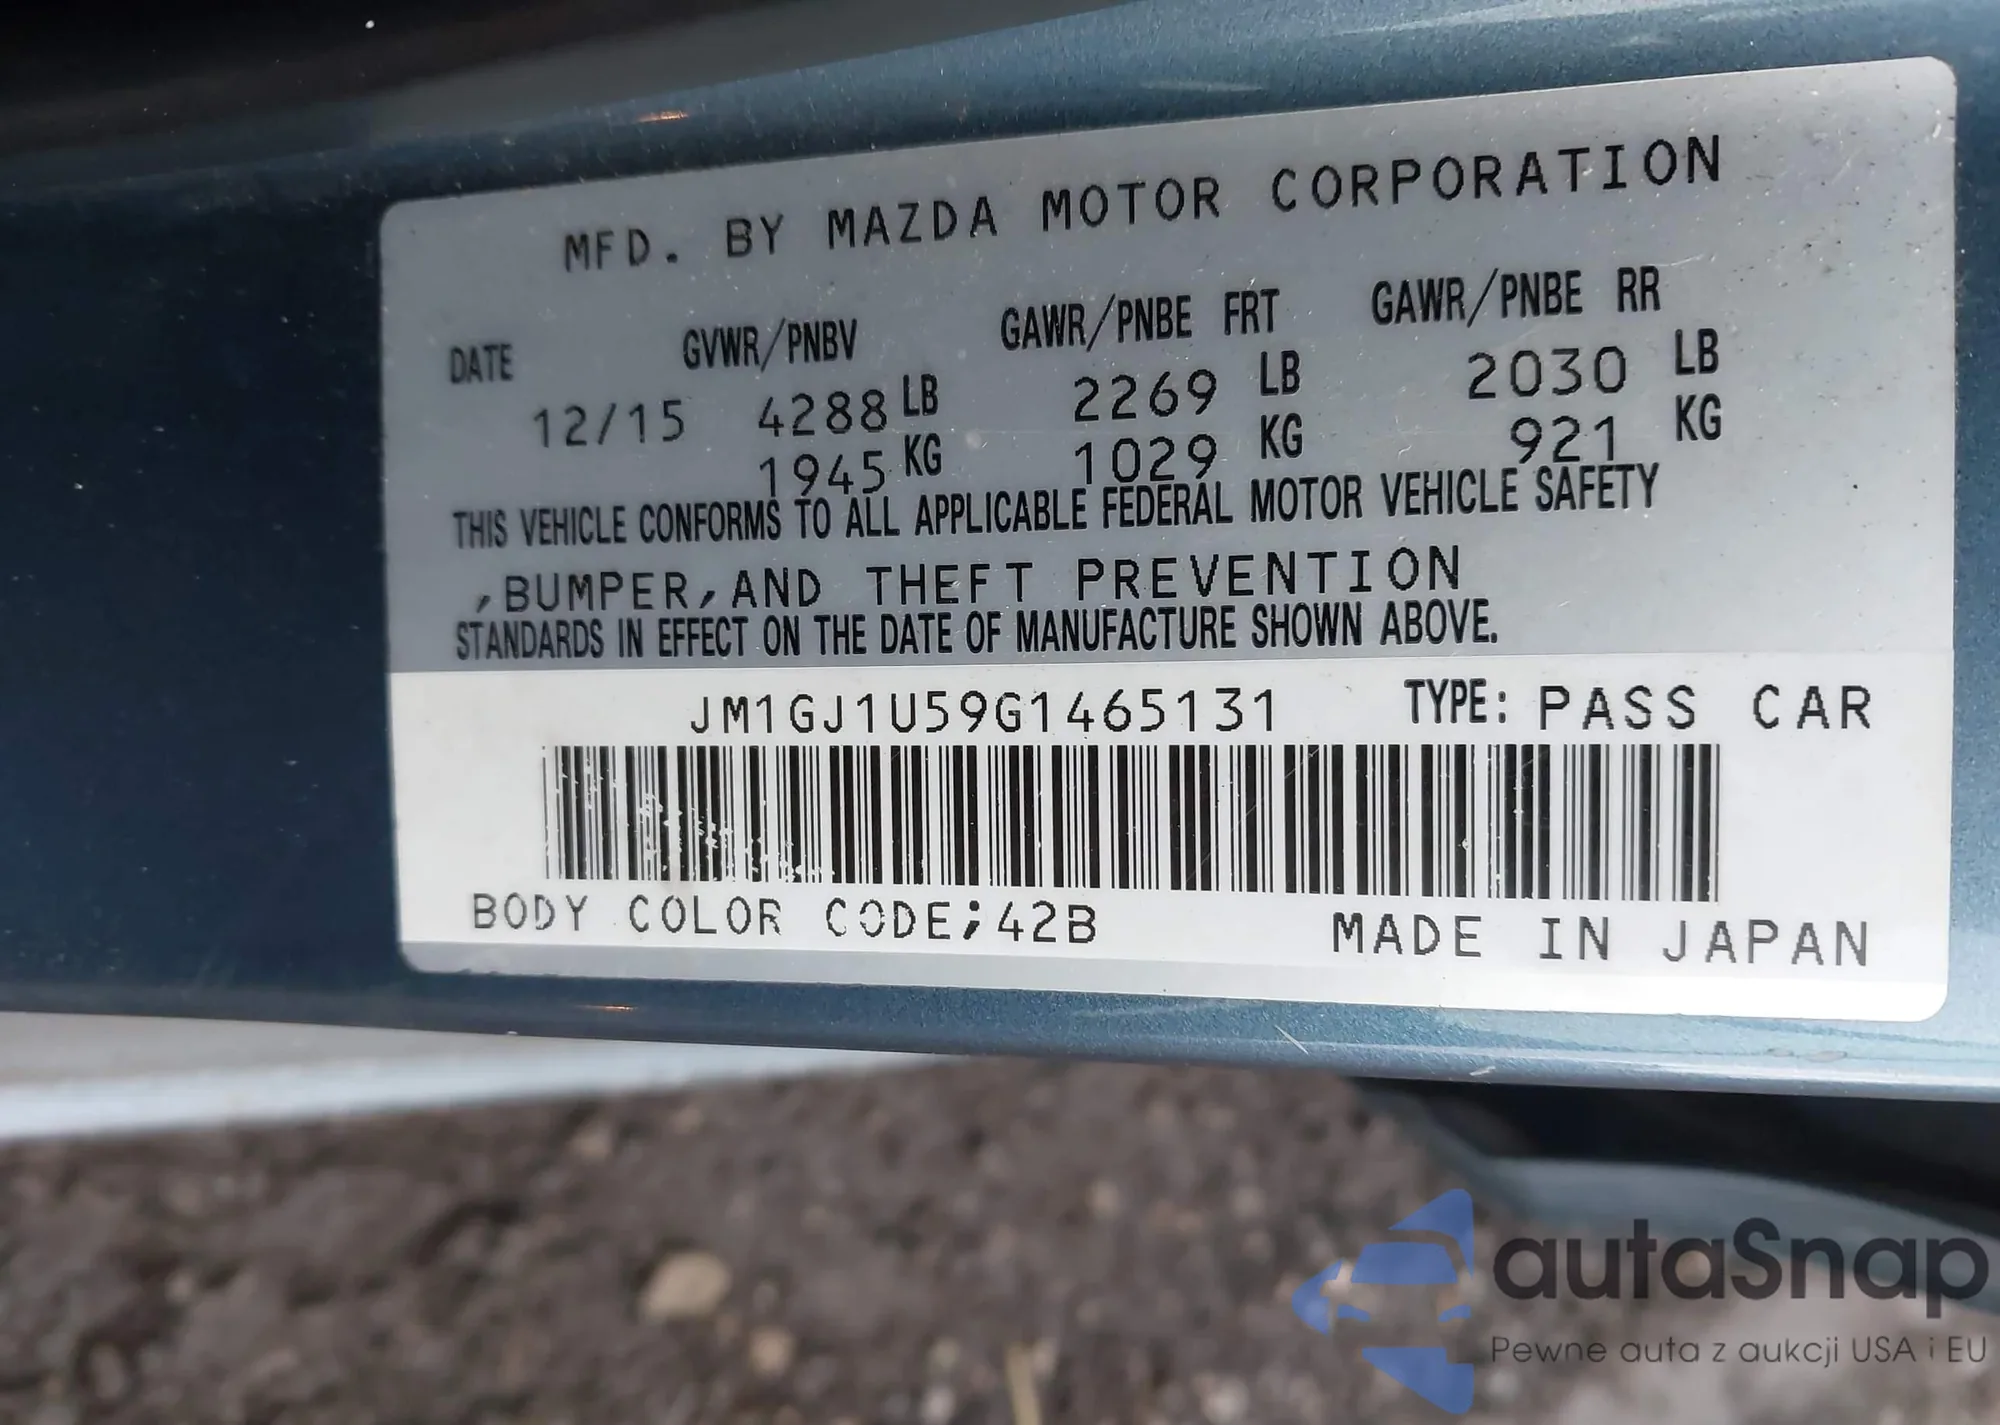 MFD. BY MAZDA MOTOR CORPORATION
DATE GVWR/PNBV GAWR/PNBE FRT GAWR/PNBE RR
12/15 4288 LB 2269 LB 2030 LB
1945 KG 1029 KG 921 KG
THIS VEHICLE CONFORMS TO ALL APPLICABLE FEDERAL MOTOR VEHICLE SAFETY
,BUMPER,AND THEFT PREVENTION
STANDARDS IN EFFECT ON THE DATE OF MANUFACTURE SHOWN ABOVE.
JM1GJ1U59G1465131 TYPE: PASS CAR
BODY COLOR CODE;42B MADE IN JAPAN
autaSnap
Pewne auta z aukcji USA i EU